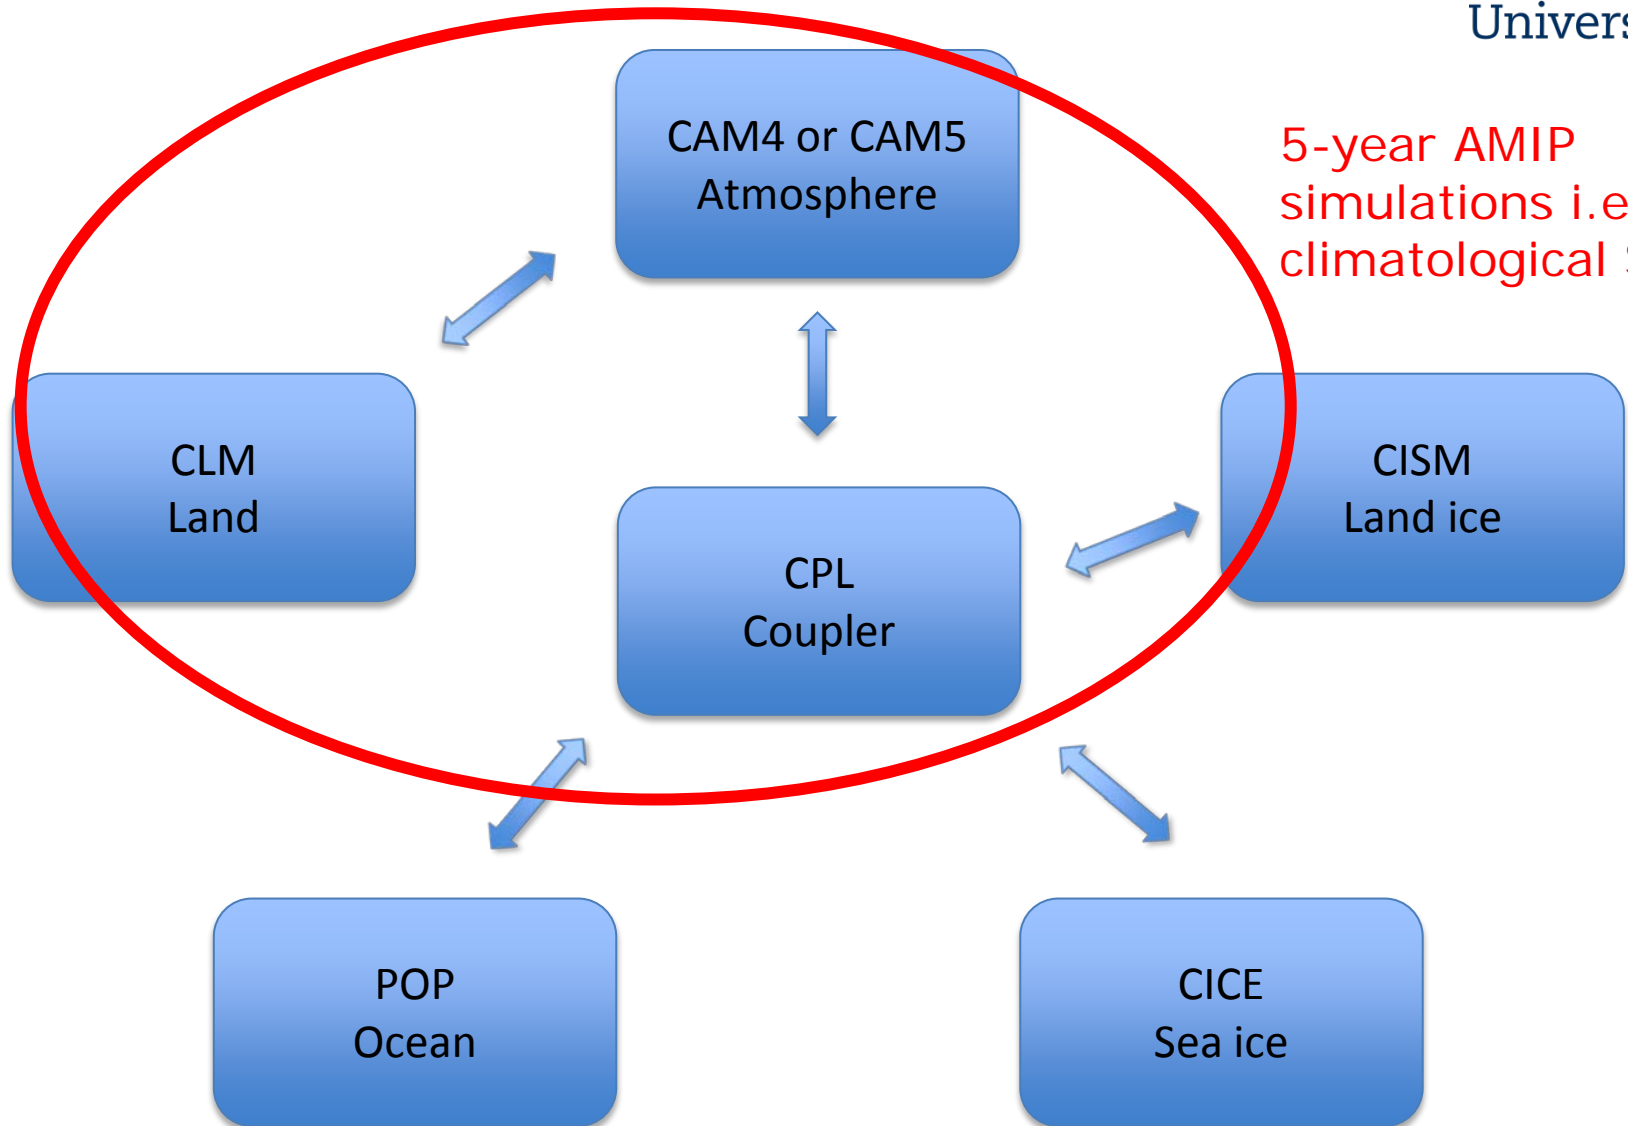 Univers
CAM4 or CAM5
Atmosphere
5-year AMIP
simulations i.e
climatological
CLM
Land
CISM
Land ice
CPL
Coupler
POP
Ocean
CICE
Sea ice